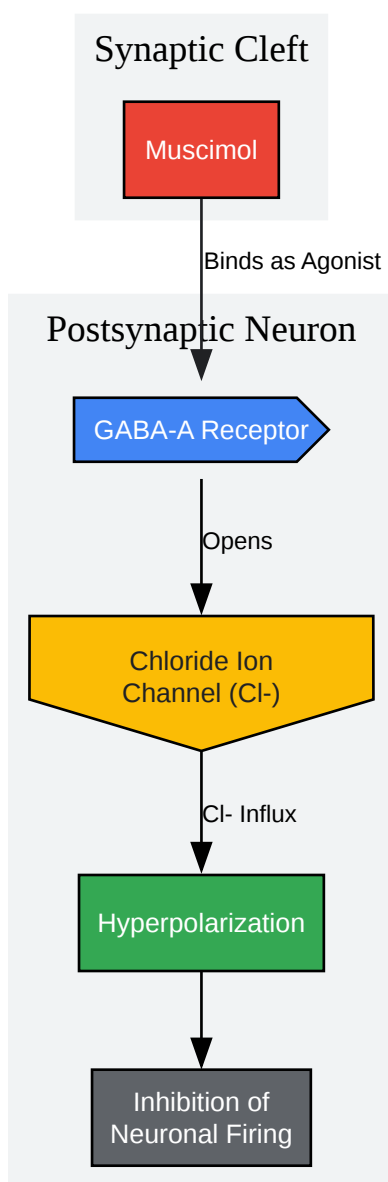 Synaptic Cleft
Muscimol
Binds as Agonist
Postsynaptic Neuron
GABA-A Receptor
Opens
Chloride Ion
Channel (Cl-)
Cl- Influx
Hyperpolarization
Inhibition of
Neuronal Firing